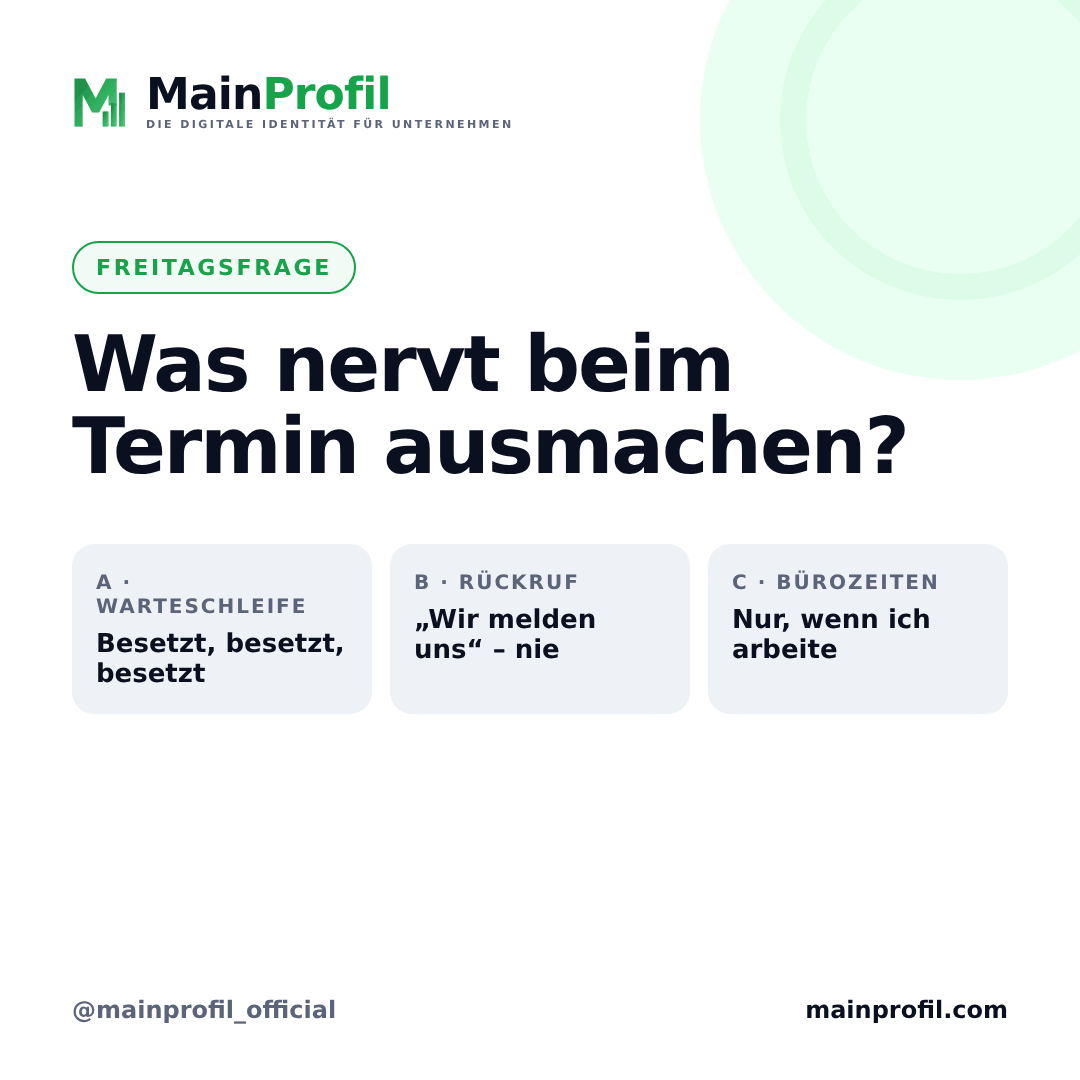 MainProfil
DIE DIGITALE IDENTITÄT FÜR UNTERNEHMEN
FREITAGSFRAGE
Was nervt beim
Termin ausmachen?
A ·
WARTESCHLEIFE
Besetzt, besetzt,
besetzt
B · RÜCKRUF
„Wir melden
uns“ – nie
C · BÜROZEITEN
Nur, wenn ich
arbeite
@mainprofil_official
mainprofil.com